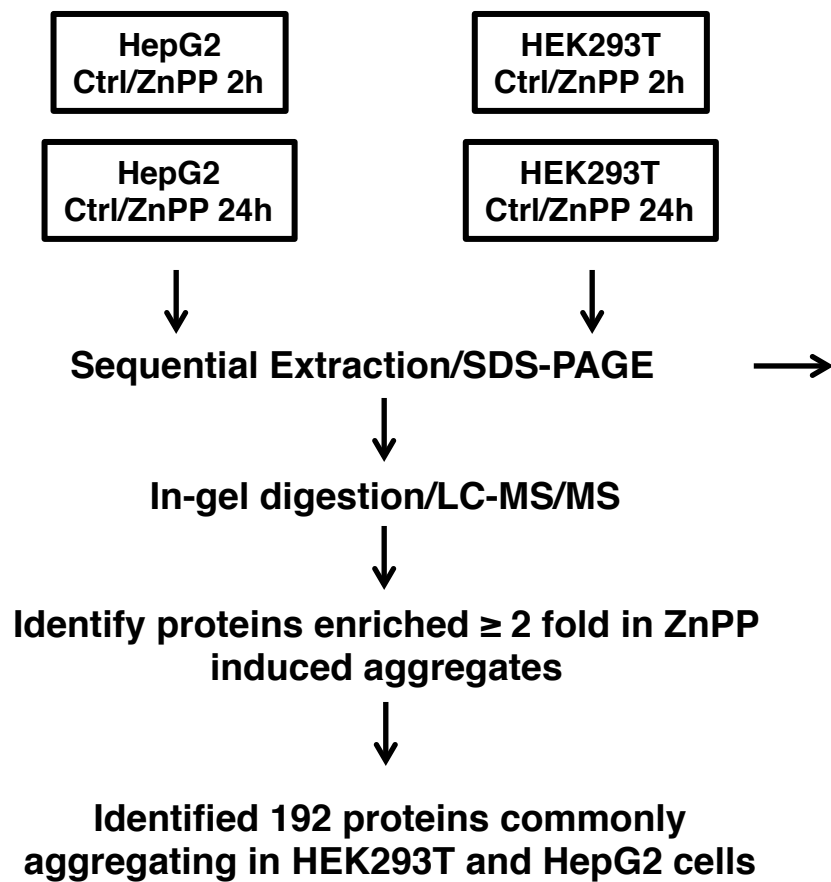 HepG2
Ctrl/ZnPP 2h
HEK293T
Ctrl/ZnPP 2h
HepG2
Ctrl/ZnPP 24h
HEK293T
Ctrl/ZnPP 24h
Sequential Extraction/SDS-PAGE
In-gel digestion/LC-MS/MS
Identify proteins enriched ≥ 2 fold in ZnPP
induced aggregates
Identified 192 proteins commonly
aggregating in HEK293T and HepG2 cells